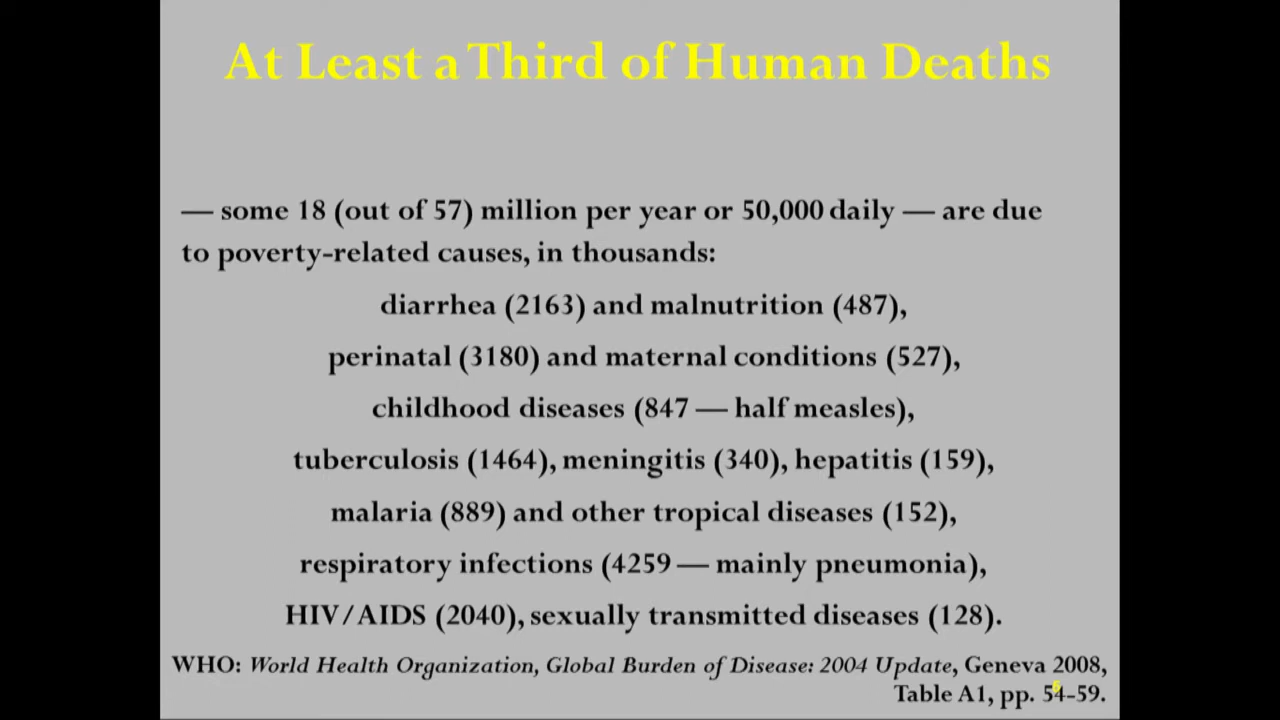 At Least a Third of Human Deaths
— some 18 (out of 57) million per year or 50,000 daily — are due
to poverty-related causes, in thousands:
diarrhea (2163) and malnutrition (487),
perinatal (3180) and maternal conditions (527),
childhood diseases (847 — half measles),
tuberculosis (1464), meningitis (340), hepatitis (159),
malaria (889) and other tropical diseases (152),
respiratory infections (4259 — mainly pneumonia),
HIV/AIDS (2040), sexually transmitted diseases (128).
WHO: World Health Organization, Global Burden of Disease: 2004 Update, Geneva 2008,
Table A1, pp. 54-59.